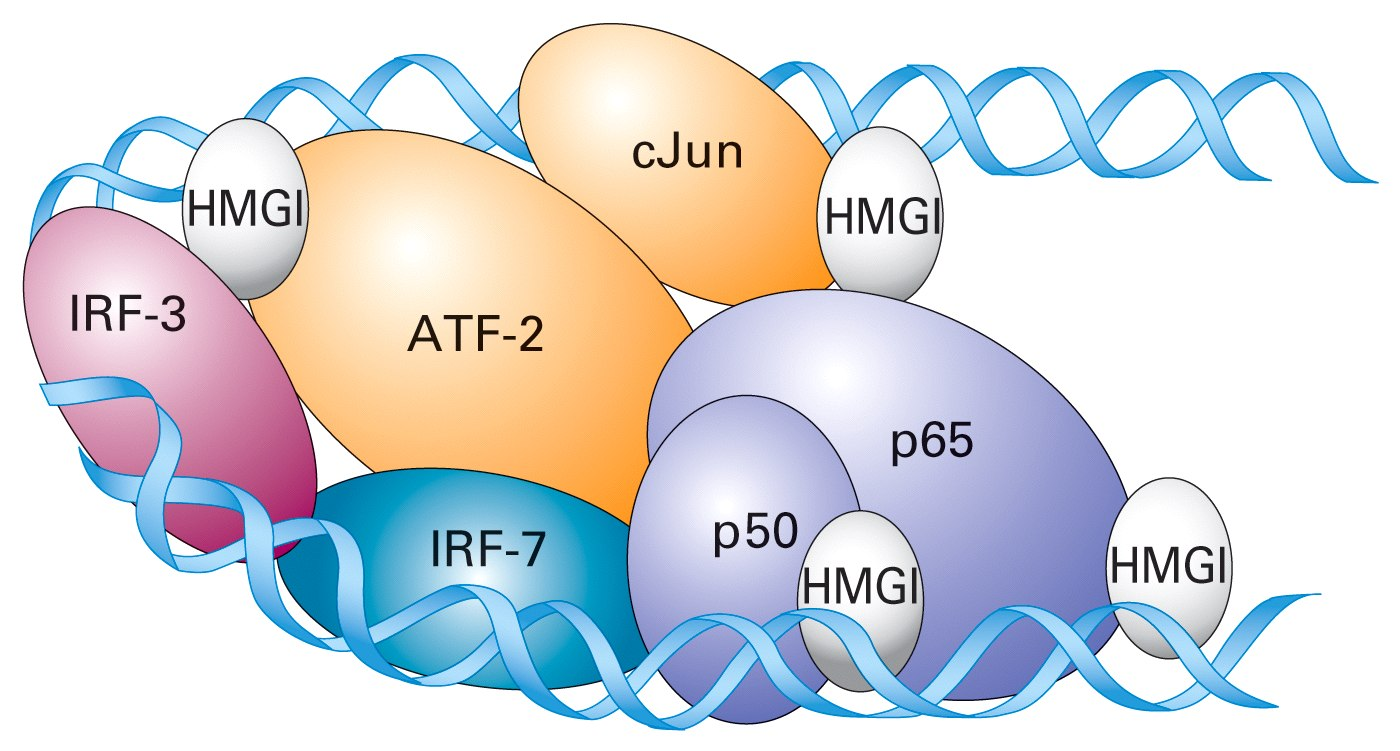 cJun
HMGI
HMGI
IRF-3
ATF-2
p65
p50
IRF-7
HMGI
HMGI